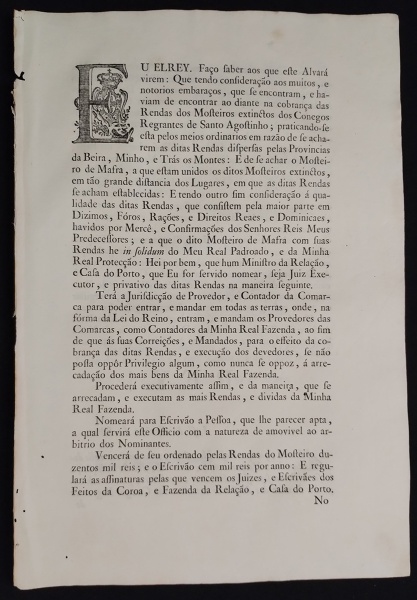 EU ELREY. Faço ſaber aos que eſte Alvará
virem: Que tendo conſideração aos muitos, e
notorios embaraços, que ſe encontram, e ha-
viam de encontrar ao diante na cobrança das
Rendas dos Moſteiros extinctos dos Conegos
Regrantes de Santo Agoſtinho; praticando-ſe
eſta pelos meios ordinarios em razão de ſe acha-
rem as ditas Rendas diſperſas pelas Provincias
da Beira, Minho, e Trás os Montes: E de ſe achar o Moſtei-
ro de Mafra, a que eſtam unidos os ditos Moſteiros extinctos,
em tão grande diſtancia dos Lugares, em que as ditas Rendas
ſe acham eſtablecidas: E tendo outro ſim conſideração á qua-
lidade das ditas Rendas, que conſiſtem pela maior parte em
Dizimos, Fóros, Rações, e Direitos Reaes, e Dominicaes,
havidos por Mercê, e Confirmações dos Senhores Reis Meus
Predeceſſores; e a que o dito Moſteiro de Mafra com ſuas
Rendas he in ſolidum do Meu Real Padroado, e da Minha
Real Protecção: Hei por bem, que hum Miniſtro da Relação,
e Caſa do Porto, que Eu for ſervido nomear, ſeja Juiz Exe-
cutor, e privativo das ditas Rendas na maneira ſeguinte.
Terá a Juriſdicção de Provedor, e Contador da Comar-
ca para poder entrar, e mandar em todas as terras, onde, na
fórma da Lei do Reino, entram, e mandam os Provedores das
Comarcas, como Contadores da Minha Real Fazenda, ao fim
de que ás ſuas Correições, e Mandados, para o effeito da co-
brança das ditas Rendas, e execução dos devedores, ſe não
poſſa oppôr Privilegio algum, como nunca ſe oppoz, á arre-
cadação dos mais bens da Minha Real Fazenda.
Procederá executivamente aſſim, e da maneira, que ſe
arrecadam, e executam as mais Rendas, e dividas da Minha
Real Fazenda.
Nomeará para Eſcrivão a Peſſoa, que lhe parecer apta,
a qual ſervirá eſte Officio com a natureza de amovivel ao ar-
bitrio dos Nominantes.
Vencerá de ſeu ordenado pelas Rendas do Moſteiro du-
zentos mil reis; e o Eſcrivão cem mil reis por anno: E regu-
lará as aſſinaturas pelas que vencem os Juizes, e Eſcrivães dos
Feitos da Coroa, e Fazenda da Relação, e Caſa do Porto.
No